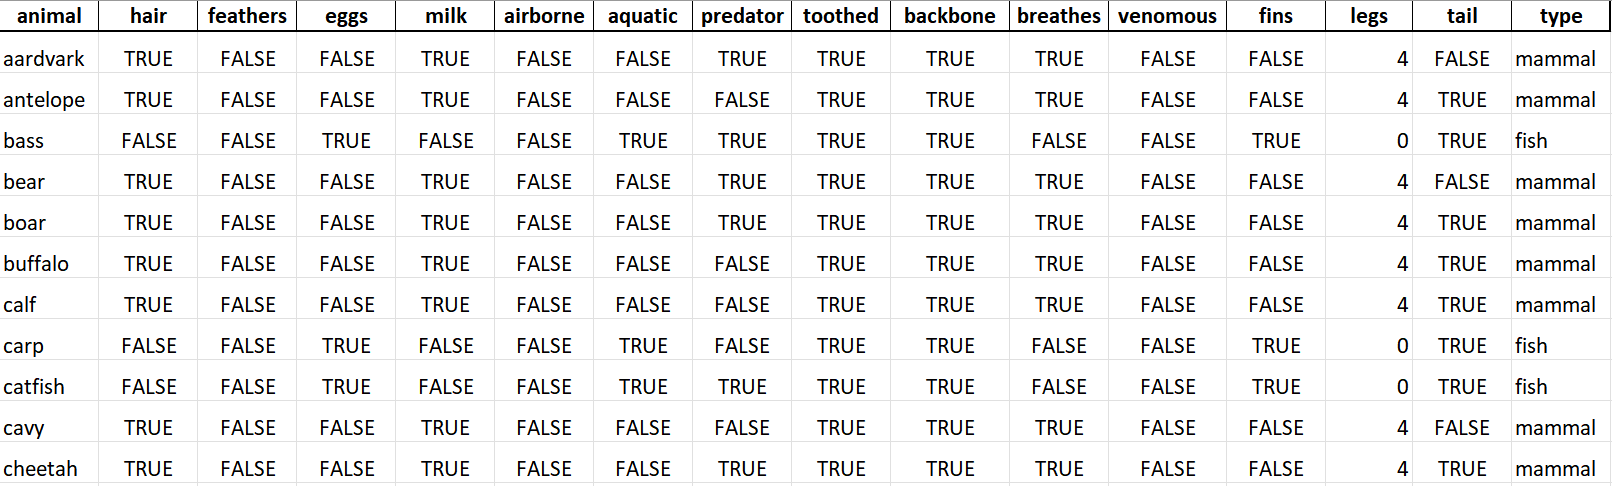 animal hair feathers eggs milk airborne aquatic predator toothed backbone breathes venomous fins legs tail type
aardvark TRUE FALSE FALSE TRUE FALSE FALSE TRUE TRUE TRUE TRUE FALSE FALSE 4 FALSE mammal
antelope TRUE FALSE FALSE TRUE FALSE FALSE FALSE TRUE TRUE TRUE FALSE FALSE 4 TRUE mammal
bass FALSE FALSE TRUE FALSE FALSE TRUE TRUE TRUE TRUE FALSE FALSE TRUE 0 TRUE fish
bear TRUE FALSE FALSE TRUE FALSE FALSE TRUE TRUE TRUE TRUE FALSE FALSE 4 FALSE mammal
boar TRUE FALSE FALSE TRUE FALSE FALSE TRUE TRUE TRUE TRUE FALSE FALSE 4 TRUE mammal
buffalo TRUE FALSE FALSE TRUE FALSE FALSE FALSE TRUE TRUE TRUE FALSE FALSE 4 TRUE mammal
calf TRUE FALSE FALSE TRUE FALSE FALSE FALSE TRUE TRUE TRUE FALSE FALSE 4 TRUE mammal
carp FALSE FALSE TRUE FALSE FALSE TRUE FALSE TRUE TRUE FALSE FALSE TRUE 0 TRUE fish
catfish FALSE FALSE TRUE FALSE FALSE TRUE TRUE TRUE TRUE FALSE FALSE TRUE 0 TRUE fish
cavy TRUE FALSE FALSE TRUE FALSE FALSE FALSE TRUE TRUE TRUE FALSE FALSE 4 FALSE mammal
cheetah TRUE FALSE FALSE TRUE FALSE FALSE TRUE TRUE TRUE TRUE FALSE FALSE 4 TRUE mammal